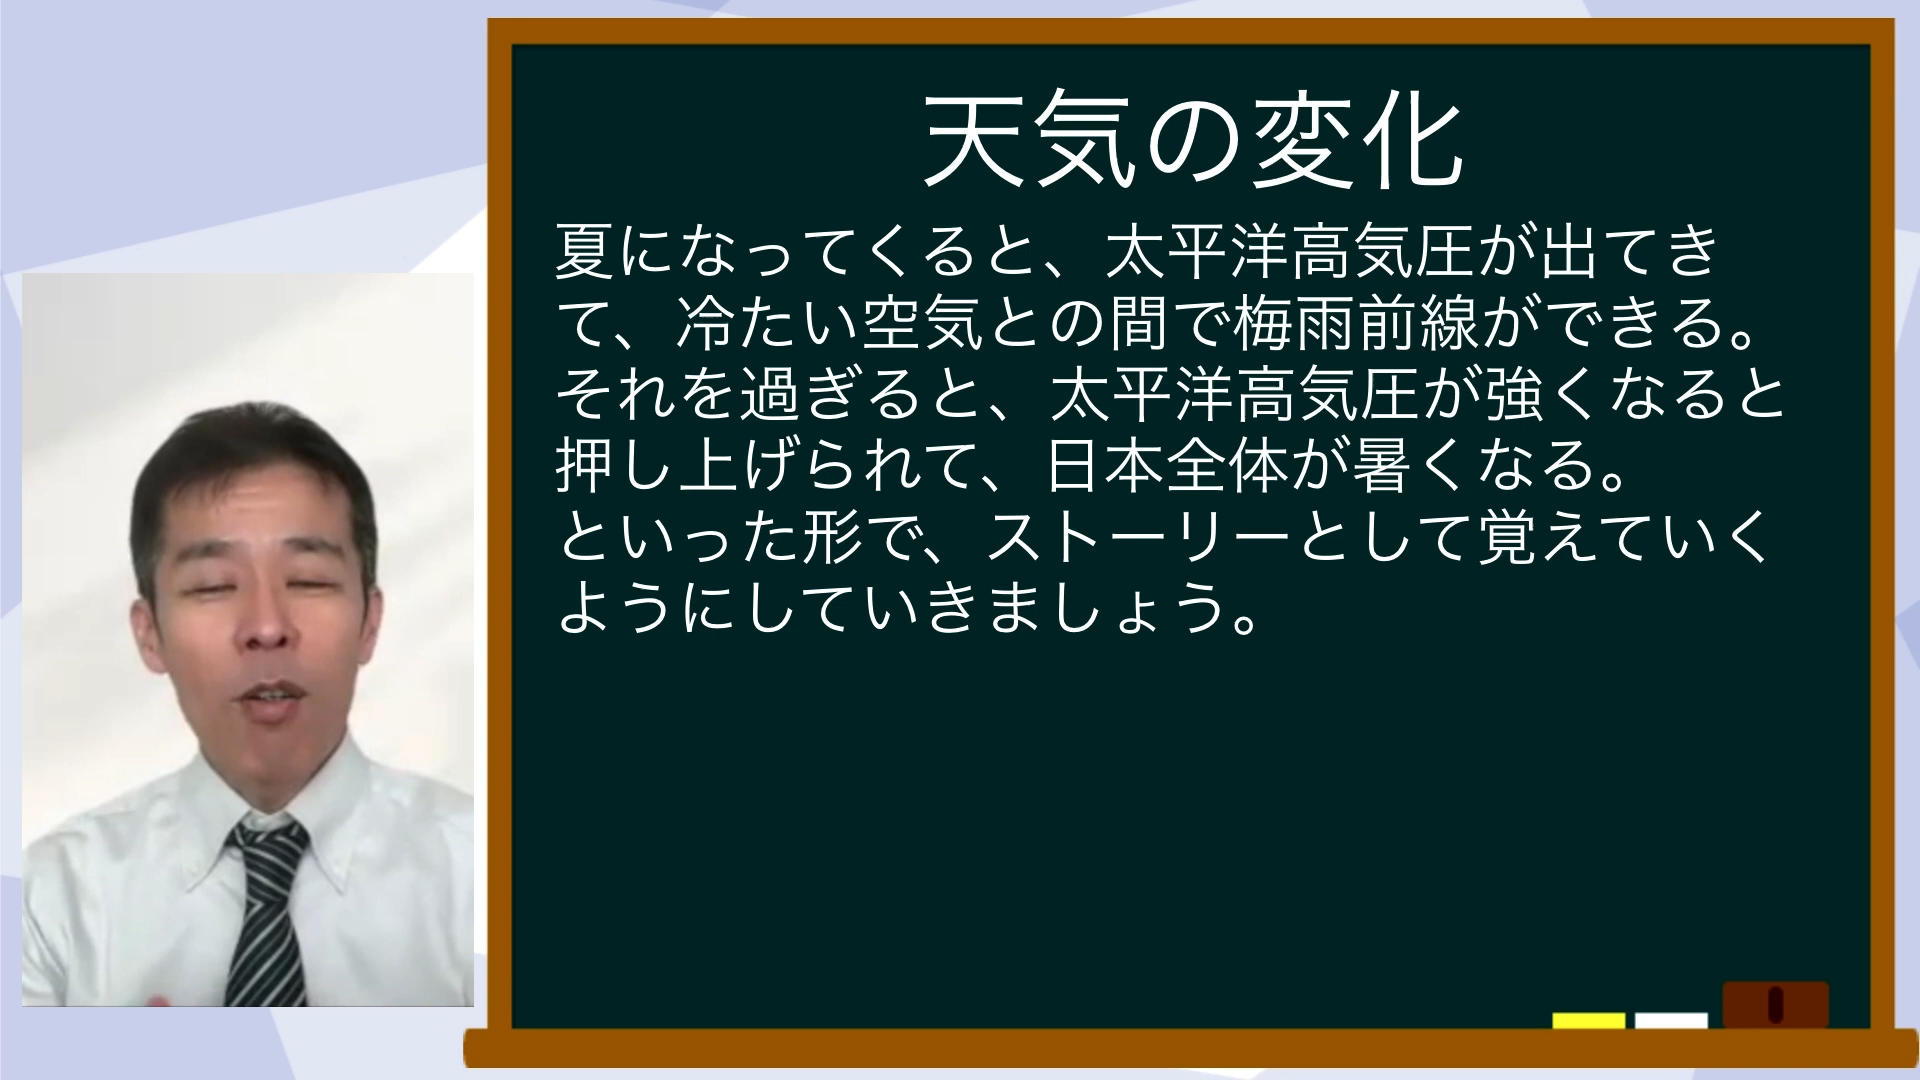 天気の変化
夏になってくると、太平洋高気圧が出てき
て、冷たい空気との間で梅雨前線ができる。
それを過ぎると、太平洋高気圧が強くなると
押し上げられて、日本全体が暑くなる。
といった形で、ストーリーとして覚えていく
ようにしていきましょう。